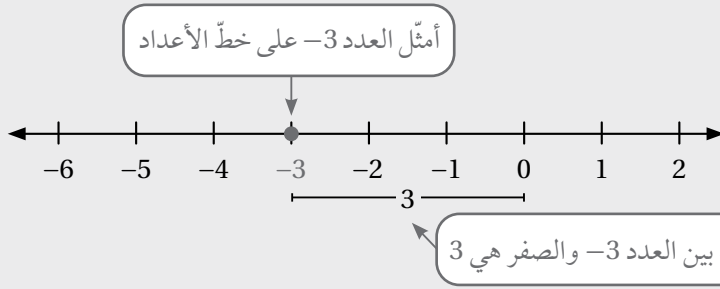 أمثّل العدد 3− على خطّ الأعداد
−6 −5 −4 −3 −2 −1 0 1 2
3
بين العدد 3− والصفر هي 3